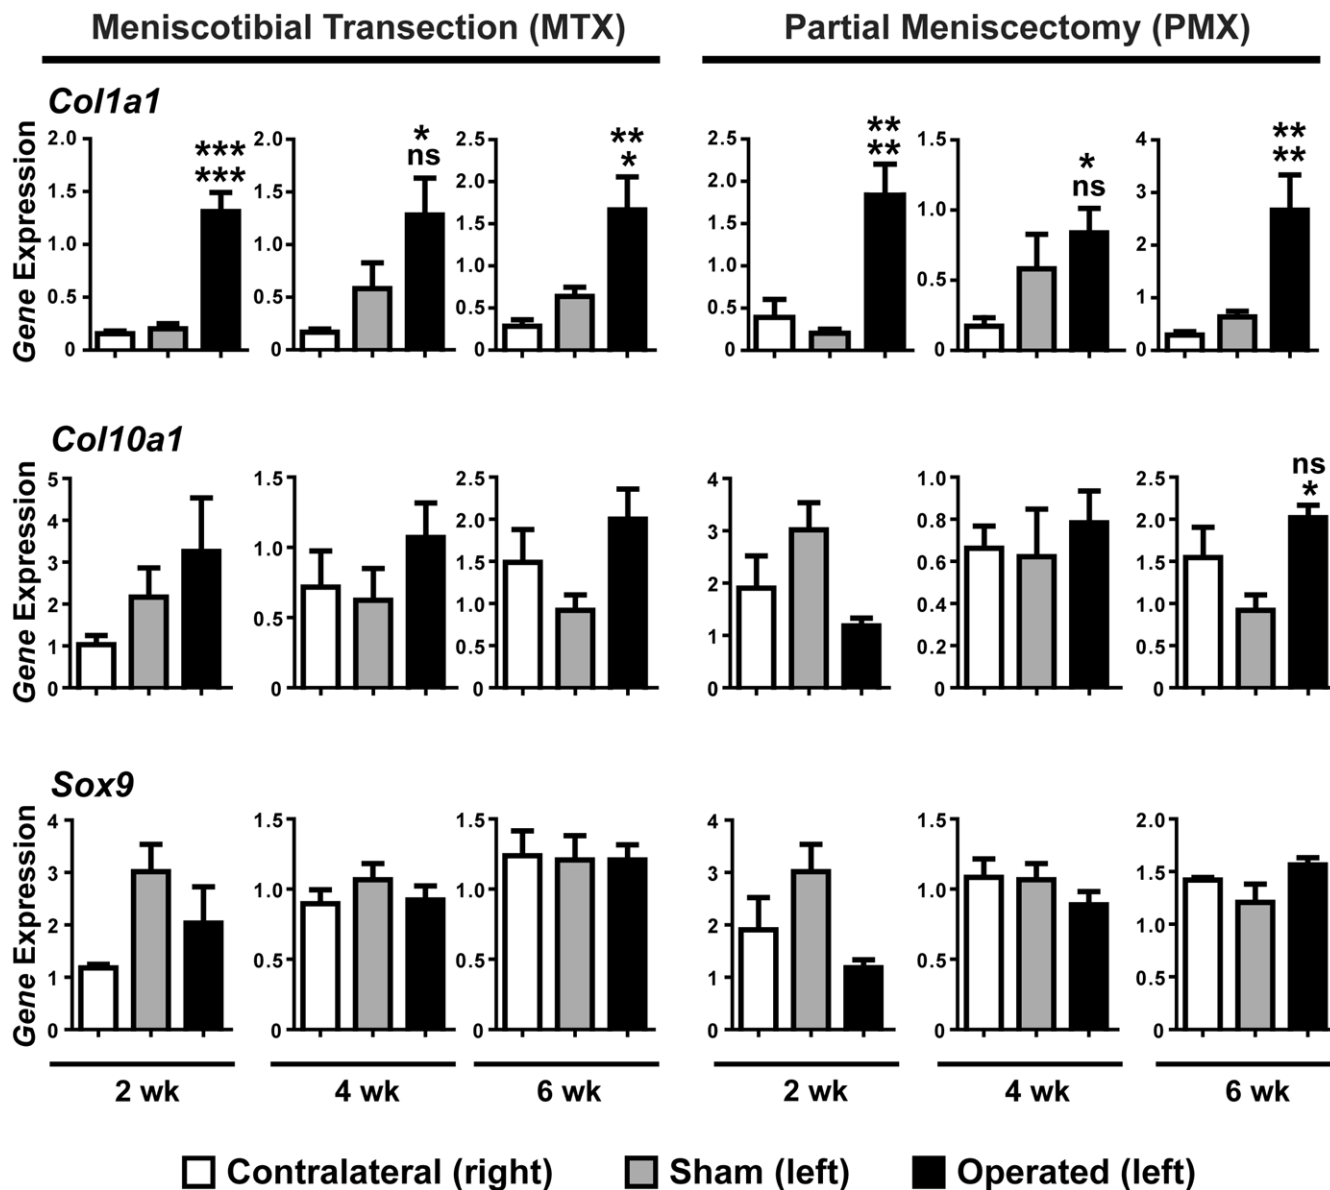 Meniscotibial Transection (MTX) Partial Meniscectomy (PMX)
Col1a1
Gene Expression
2.0 1.5 1.0 0.5 0 *** ***
2.0 1.5 1.0 0.5 0 * ns
2.5 2.0 1.5 1.0 0.5 0 ** *
2.5 2.0 1.5 1.0 0.5 0 ** **
1.5 1.0 0.5 0 * ns
4 3 2 1 0 ** **
Col10a1
Gene Expression
5 4 3 2 1 0
1.5 1.0 0.5 0
2.5 2.0 1.5 1.0 0.5 0
4 3 2 1 0
1.0 0.8 0.6 0.4 0.2 0
2.5 2.0 1.5 1.0 0.5 0 ns *
Sox9
Gene Expression
4 3 2 1 0
1.5 1.0 0.5 0
1.5 1.0 0.5 0
4 3 2 1 0
1.5 1.0 0.5 0
2.0 1.5 1.0 0.5 0
2 wk 4 wk 6 wk 2 wk 4 wk 6 wk
Contralateral (right) Sham (left) Operated (left)